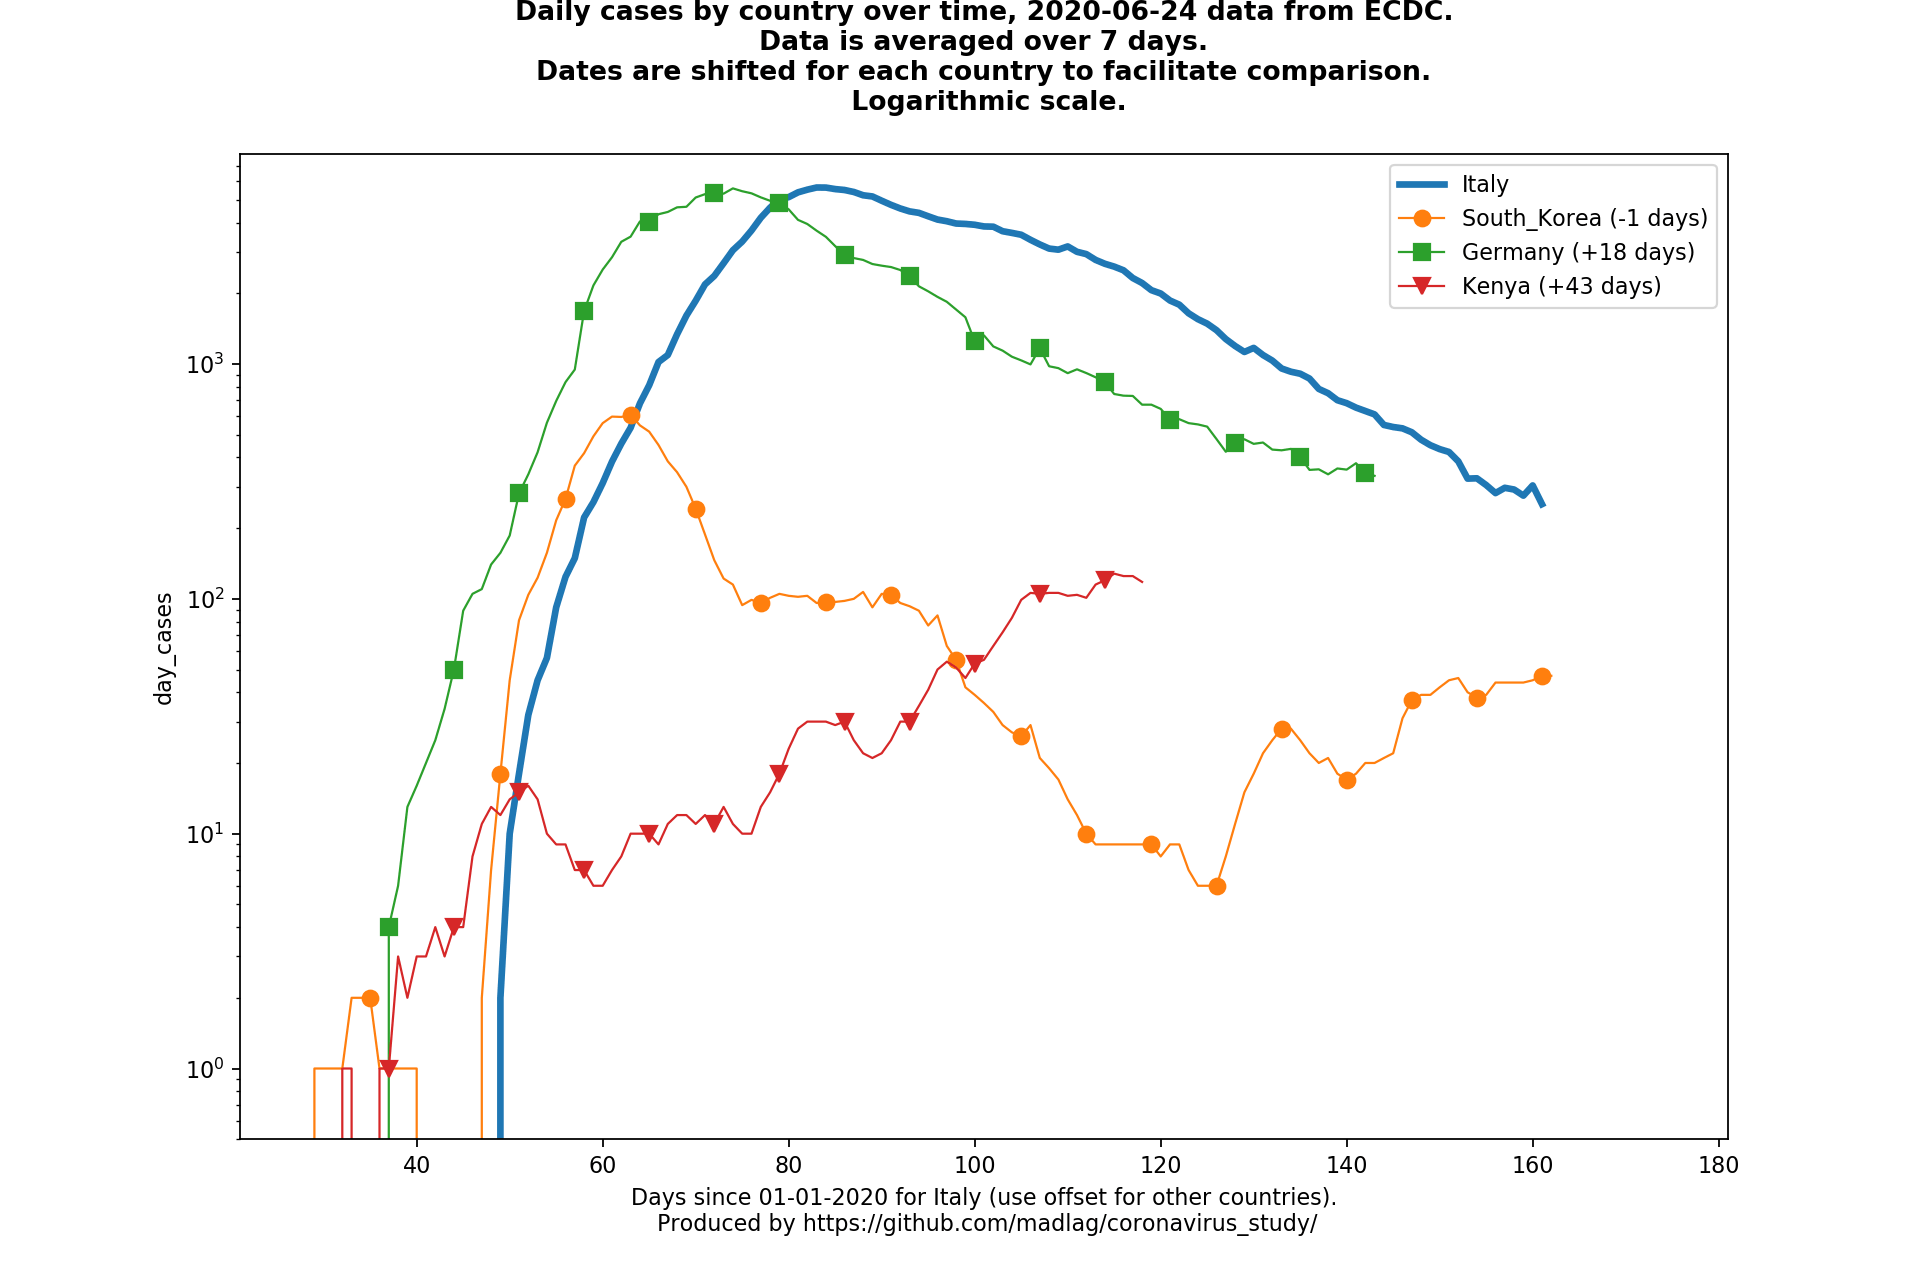 Daily cases by country over time, 2020-06-24 data from ECDC.
Data is averaged over 7 days.
Dates are shifted for each country to facilitate comparison.
Logarithmic scale.
Italy
South_Korea (-1 days)
Germany (+18 days)
Kenya (+43 days)
10³
10²
10¹
10⁰
day_cases
40 60 80 100 120 140 160 180
Days since 01-01-2020 for Italy (use offset for other countries).
Produced by https://github.com/madlag/coronavirus_study/